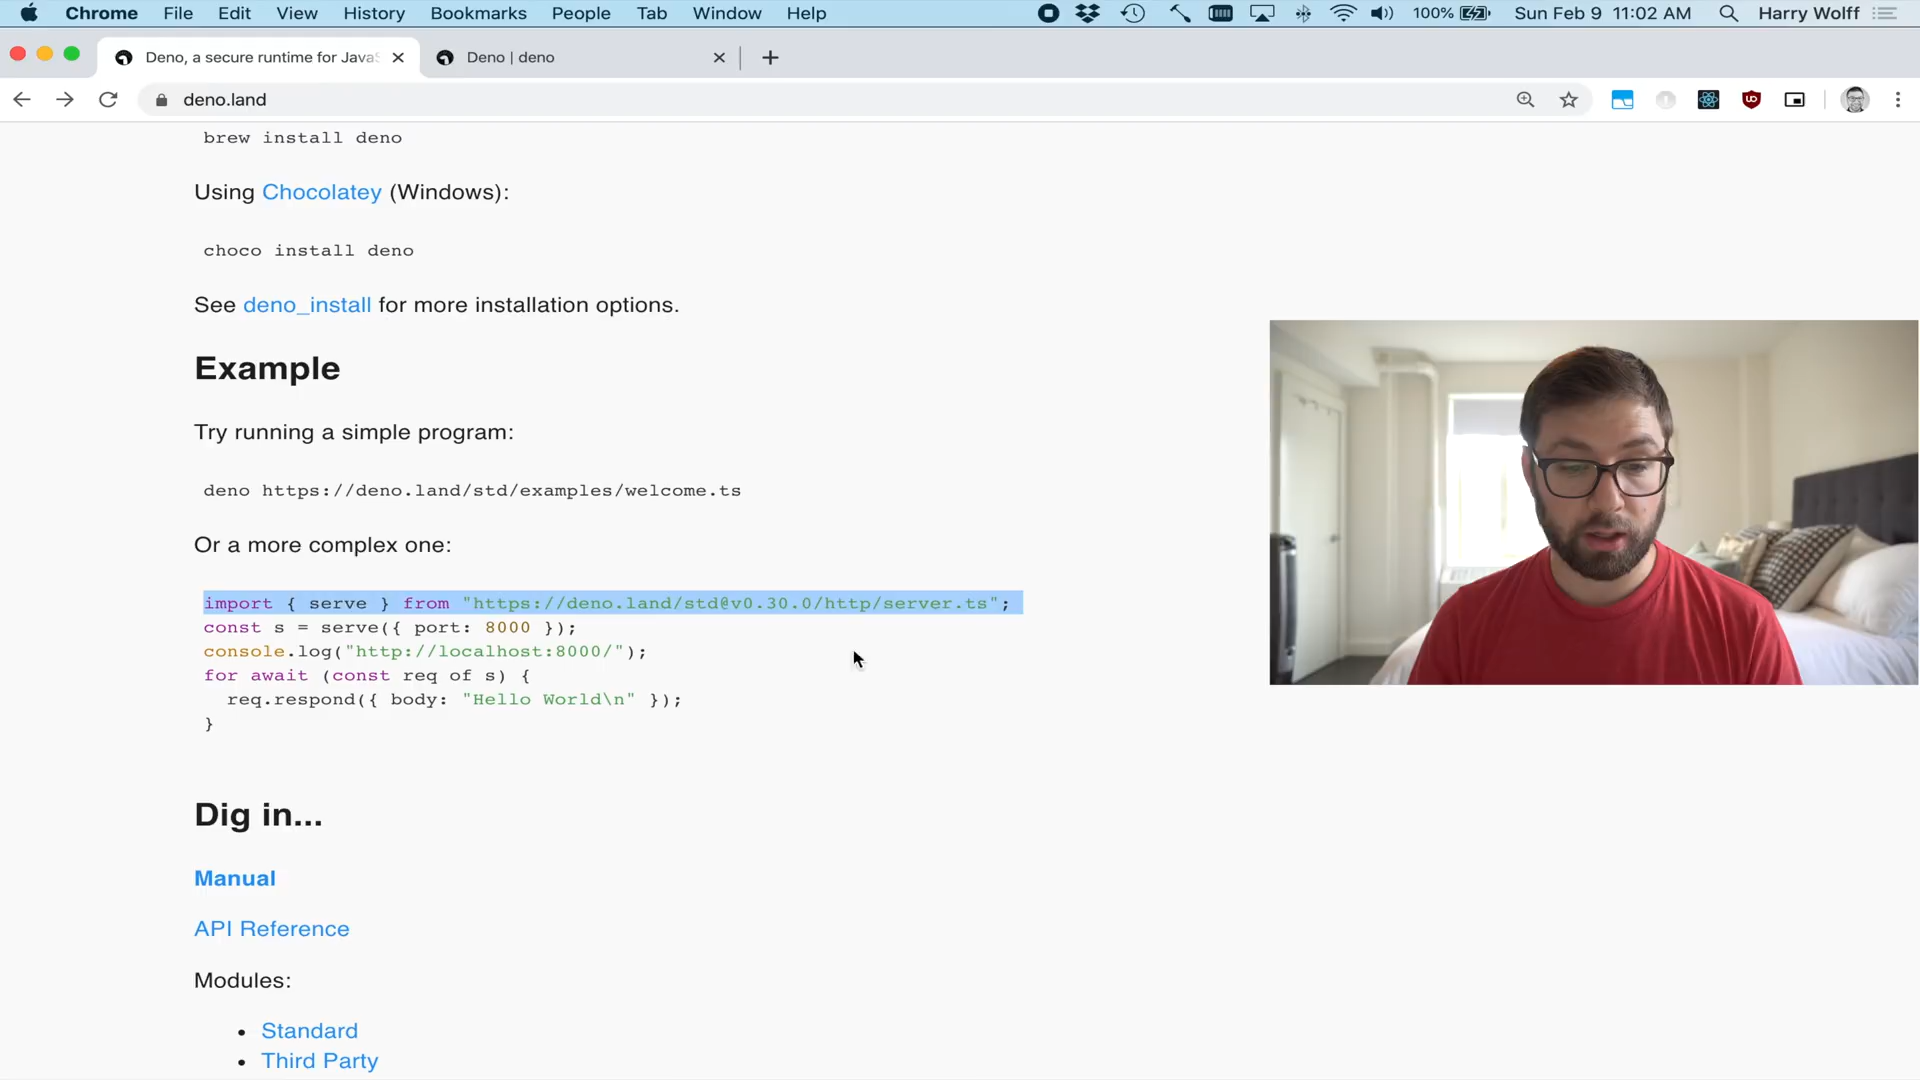 Chrome File Edit View History Bookmarks People Tab Window Help 100% Sun Feb 9 11:02 AM Harry Wolff
Deno, a secure runtime for JavaS Deno | deno
deno.land
brew install deno
Using Chocolatey (Windows):
choco install deno
See deno_install for more installation options.
Example
Try running a simple program:
deno https://deno.land/std/examples/welcome.ts
Or a more complex one:
import { serve } from "https://deno.land/std@v0.30.0/http/server.ts";
const s = serve({ port: 8000 });
console.log("http://localhost:8000/");
for await (const req of s) {
  req.respond({ body: "Hello World\n" });
}
Dig in...
Manual
API Reference
Modules:
• Standard
• Third Party